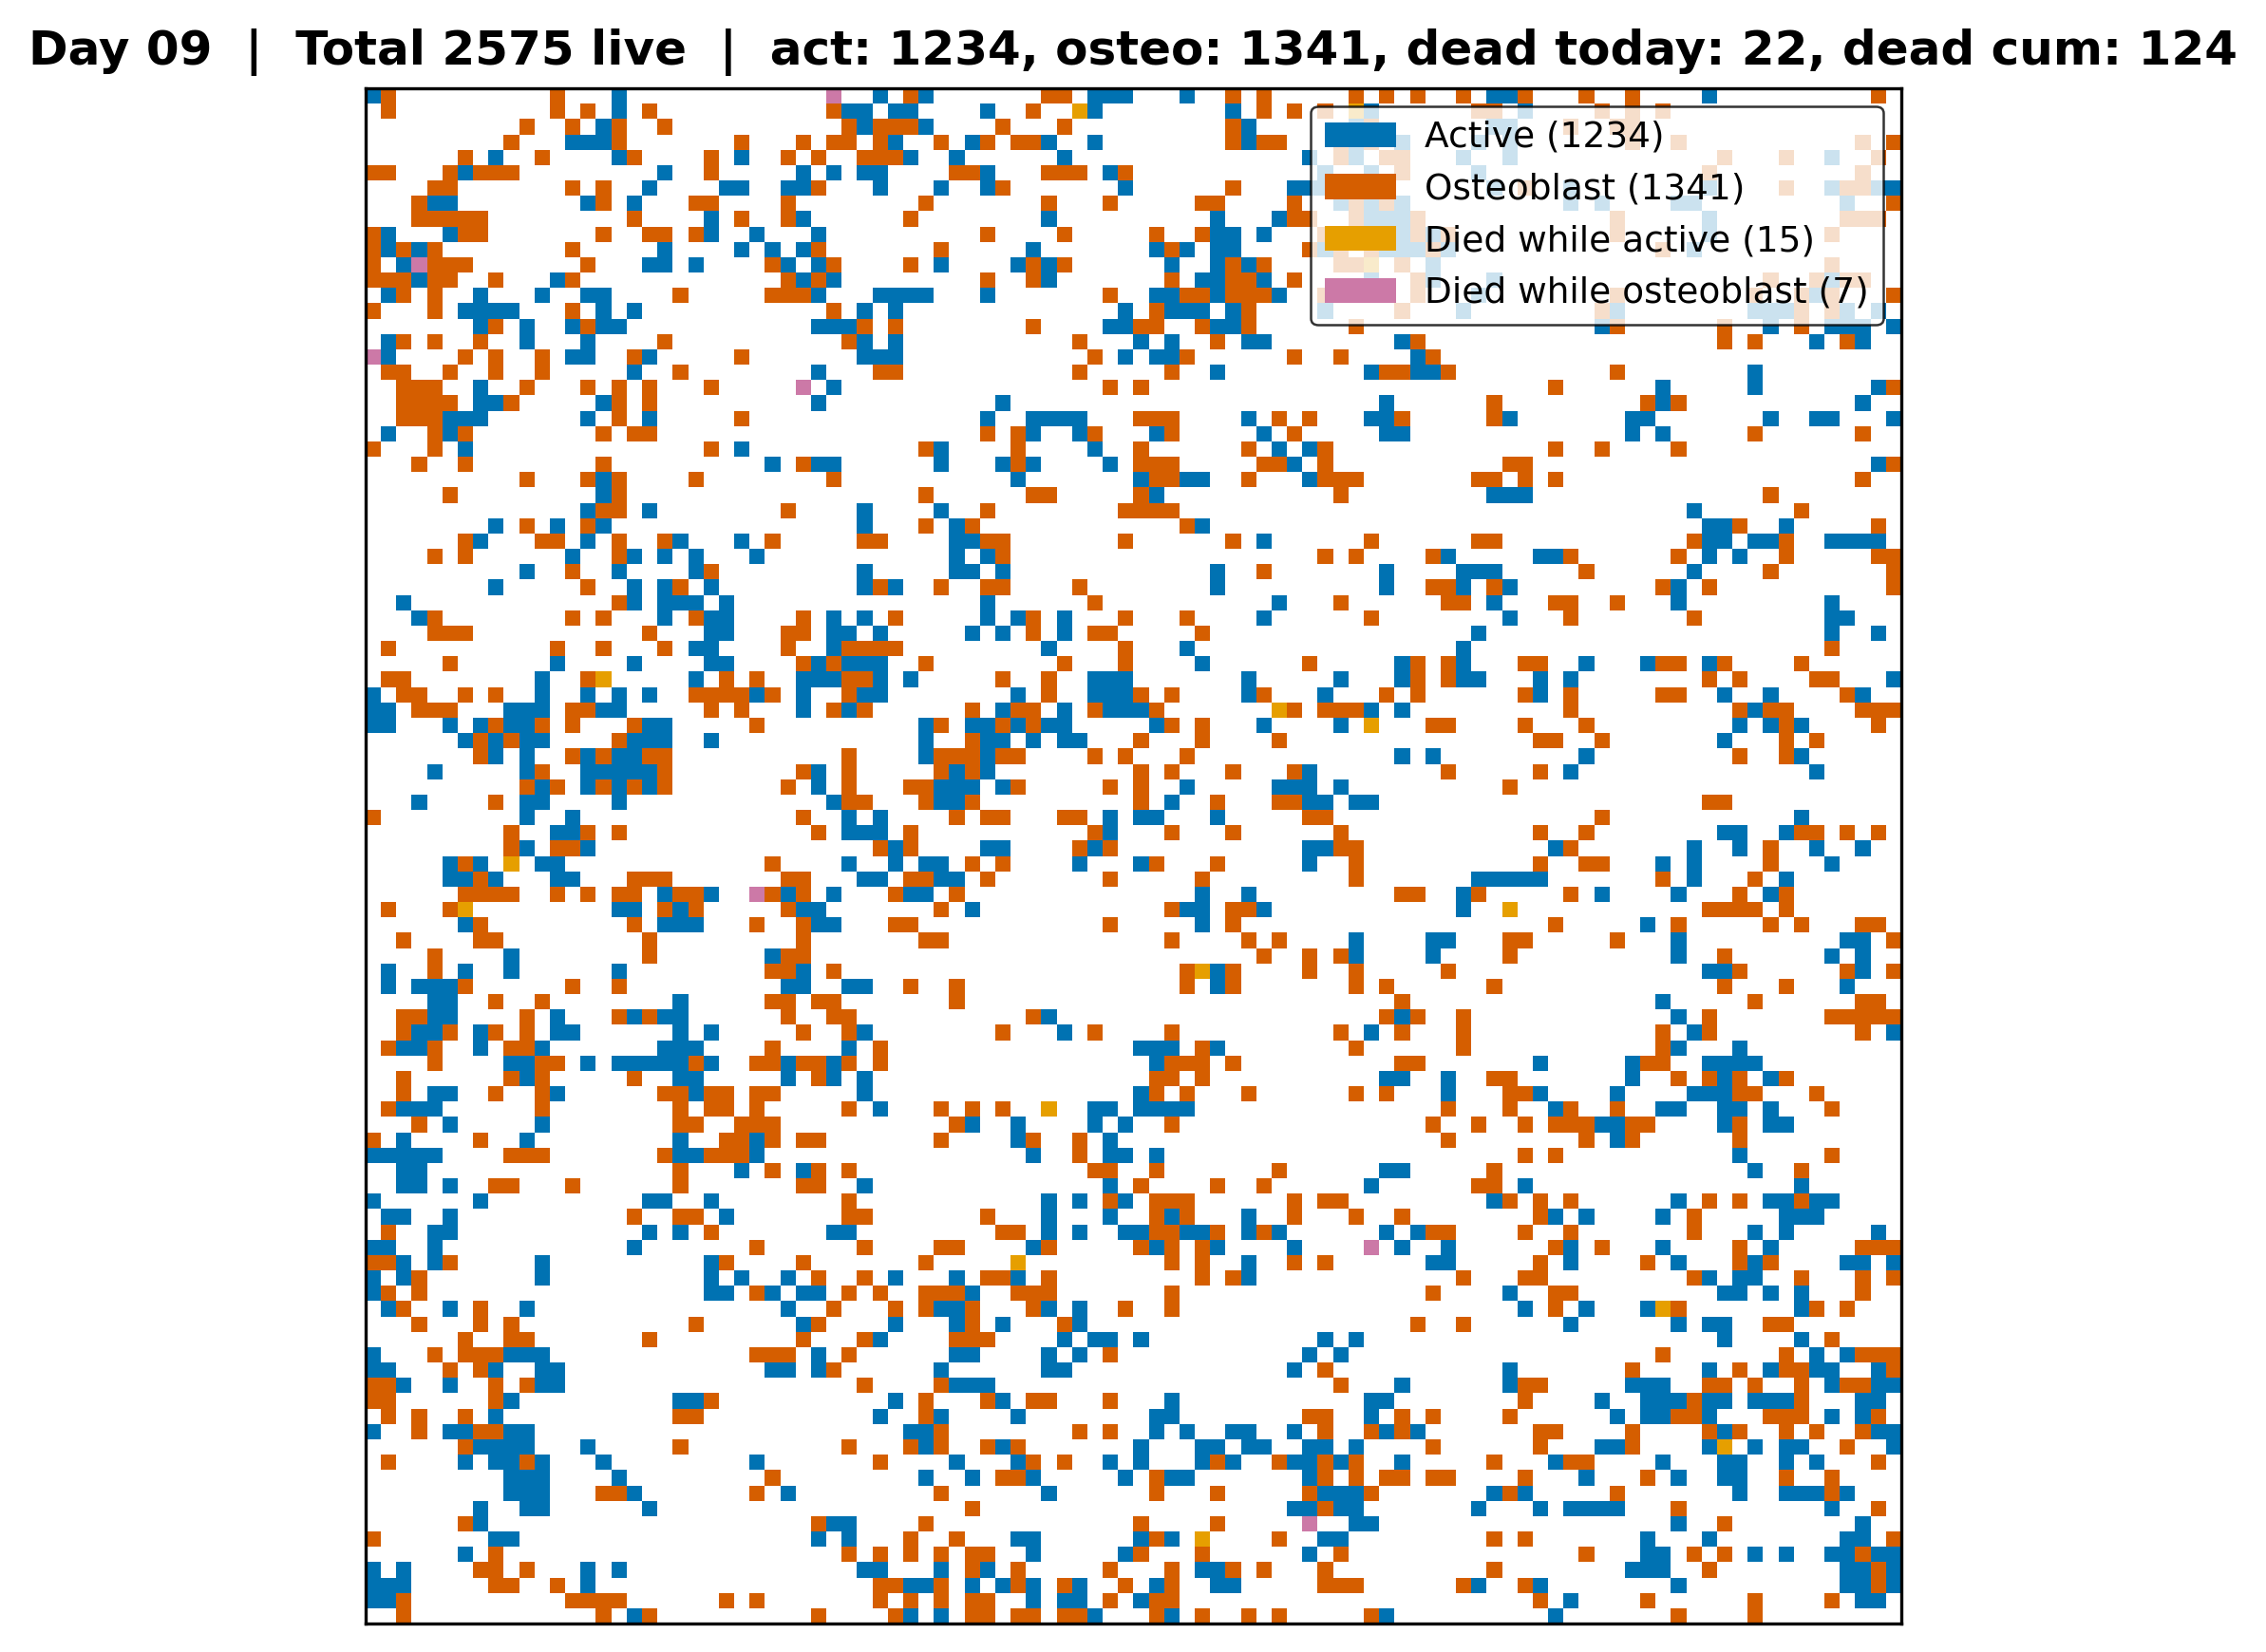 Day 09 | Total 2575 live | act: 1234, osteo: 1341, dead today: 22, dead cum: 124
Active (1234)
Osteoblast (1341)
Died while active (15)
Died while osteoblast (7)